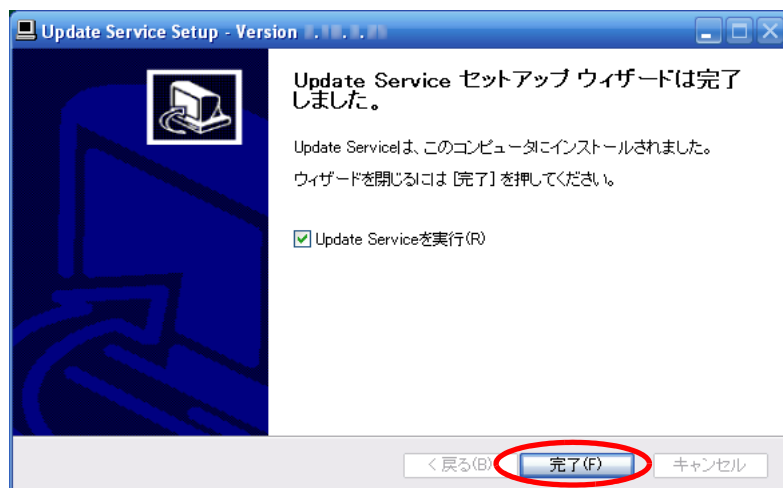 Update Service Setup - Version
Update Service セットアップ ウィザードは完了
しました。
Update Serviceは、このコンピュータにインストールされました。
ウィザードを閉じるには [完了] を押してください。
Update Serviceを実行(R)
< 戻る(B)
完了(F)
キャンセル